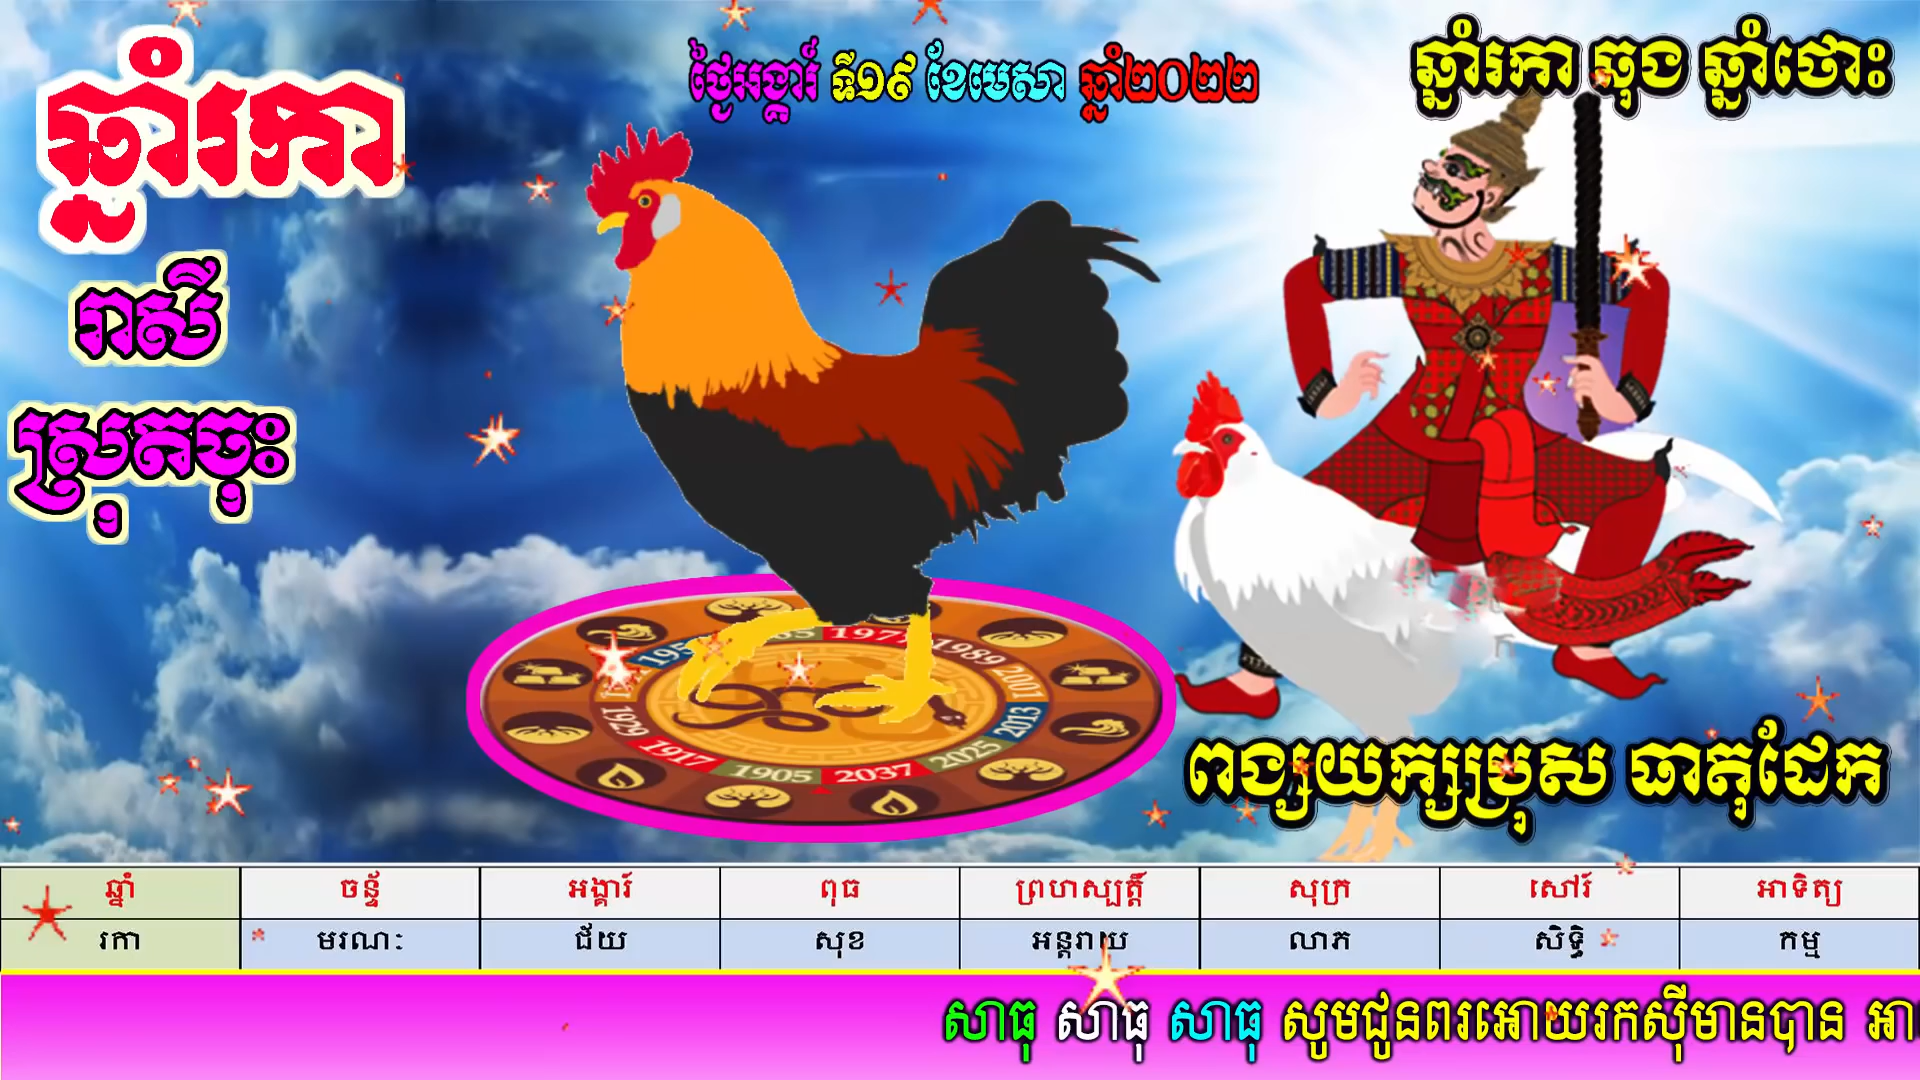 ឆ្នាំរកា
រាសី
ស្រុតចុះ
ថ្ងៃអង្គារ៍ ទី១៩ ខែមេសា ឆ្នាំ២០២២
ឆ្នាំរកា ឆុង ឆ្នាំថោះ
1977 1989 2001 2013 2025 2037 1905 1917 1929
ពង្សយក្សប្រុស ធាតុដែក
ឆ្នាំ ចន្ទ័ អង្គារ៍ ពុធ ព្រហស្បត្តិ៍ សុក្រ សៅរ៍ អាទិត្យ
រកា មរណៈ ជ័យ សុខ អន្តរាយ លាភ សិទ្ធិ កម្ម
សាធុ សាធុ សាធុ សូមជូនពរអោយរកស៊ីមានបាន អា